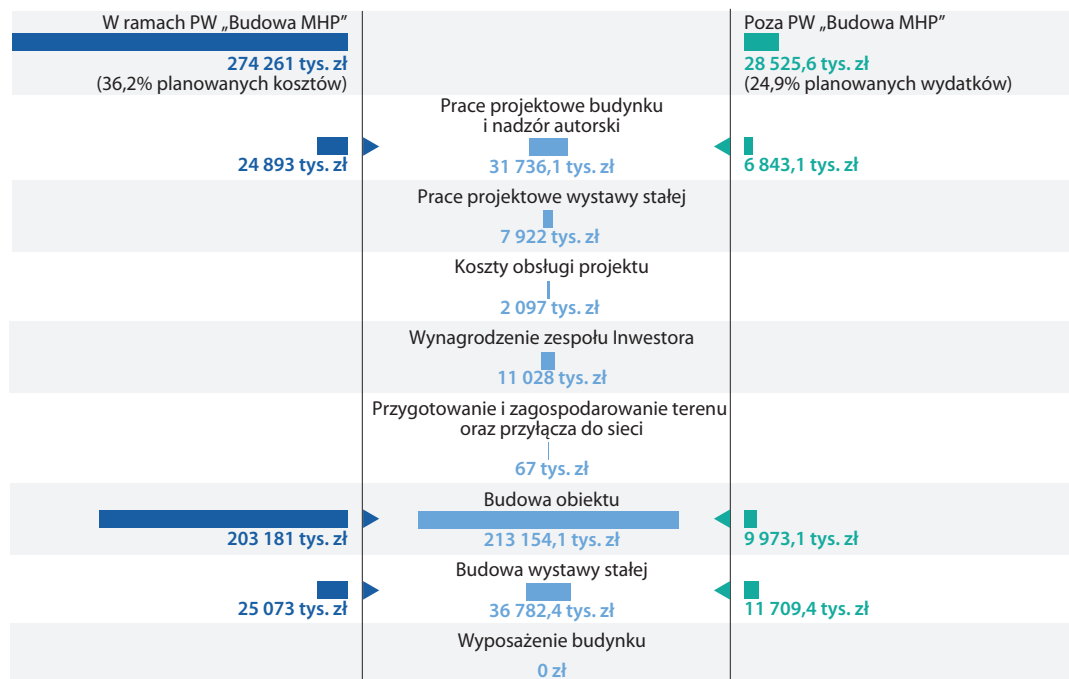 W ramach PW „Budowa MHP”
274 261 tys. zł
(36,2% planowanych kosztów)
Poza PW „Budowa MHP”
28 525,6 tys. zł
(24,9% planowanych wydatków)
Prace projektowe budynku
i nadzór autorski
24 893 tys. zł
31 736,1 tys. zł
6 843,1 tys. zł
Prace projektowe wystawy stałej
7 922 tys. zł
Koszty obsługi projektu
2 097 tys. zł
Wynagrodzenie zespołu Inwestora
11 028 tys. zł
Przygotowanie i zagospodarowanie terenu
oraz przyłącza do sieci
67 tys. zł
Budowa obiektu
203 181 tys. zł
213 154,1 tys. zł
9 973,1 tys. zł
Budowa wystawy stałej
25 073 tys. zł
36 782,4 tys. zł
11 709,4 tys. zł
Wyposażenie budynku
0 zł